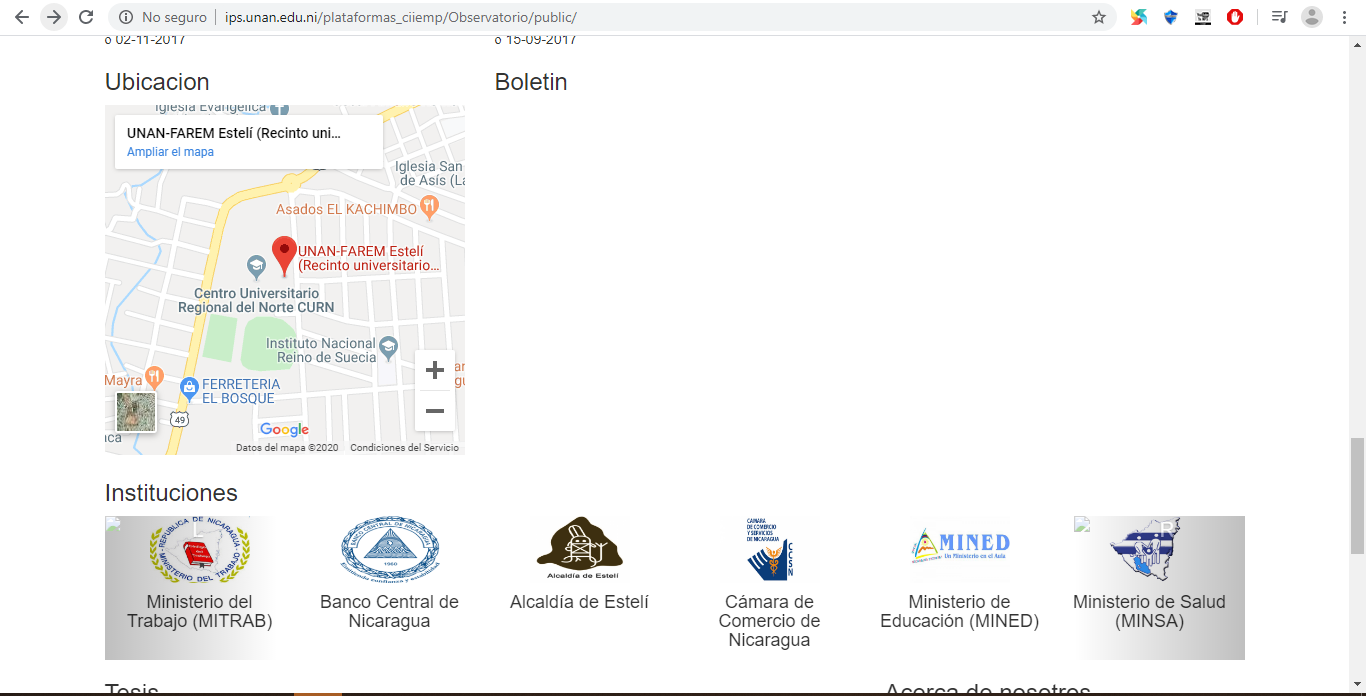 No seguro
ips.unan.edu.ni/plataformas_ciiemp/Observatorio/public/
o 02-11-2017
o 15-09-2017
Ubicacion
Boletin
Iglesia Evangélica
UNAN-FAREM Estelí (Recinto uni...
Ampliar el mapa
Iglesia San
de Asís (La
Asados EL KACHIMBO
UNAN-FAREM Estelí
(Recinto universitario...
Centro Universitario
Regional del Norte CURN
Instituto Nacional
Reino de Suecia
Mayra
FERRETERIA
EL BOSQUE
49
Google
Datos del mapa ©2020
Condiciones del Servicio
Instituciones
REPUBLICA DE NICARAGUA
MINISTERIO DEL TRABAJO
L
BANCO CENTRAL DE NICARAGUA
1960
Alcaldía de Estelí
CAMARA
DE COMERCIO
Y SERVICIOS
DE NICARAGUA
CCSN
MINED
Un Ministerio en el Aula
R
Ministerio del
Trabajo (MITRAB)
Banco Central de
Nicaragua
Alcaldía de Estelí
Cámara de
Comercio de
Nicaragua
Ministerio de
Educación (MINED)
Ministerio de Salud
(MINSA)
Tesis
Acerca de nosotros